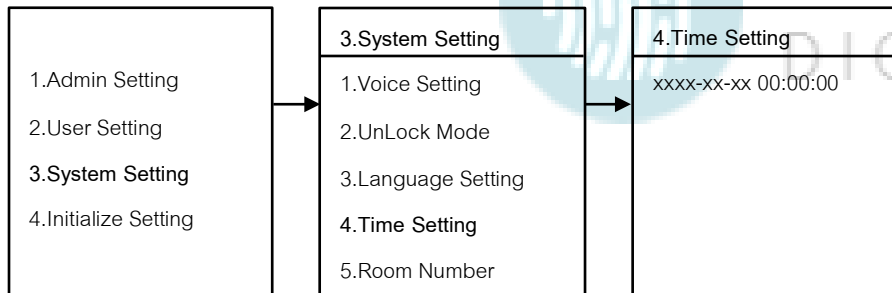 1.Admin Setting
2.User Setting
3.System Setting
4.Initialize Setting
3.System Setting
1.Voice Setting
2.UnLock Mode
3.Language Setting
4.Time Setting
5.Room Number
4.Time Setting
xxxx-xx-xx 00:00:00